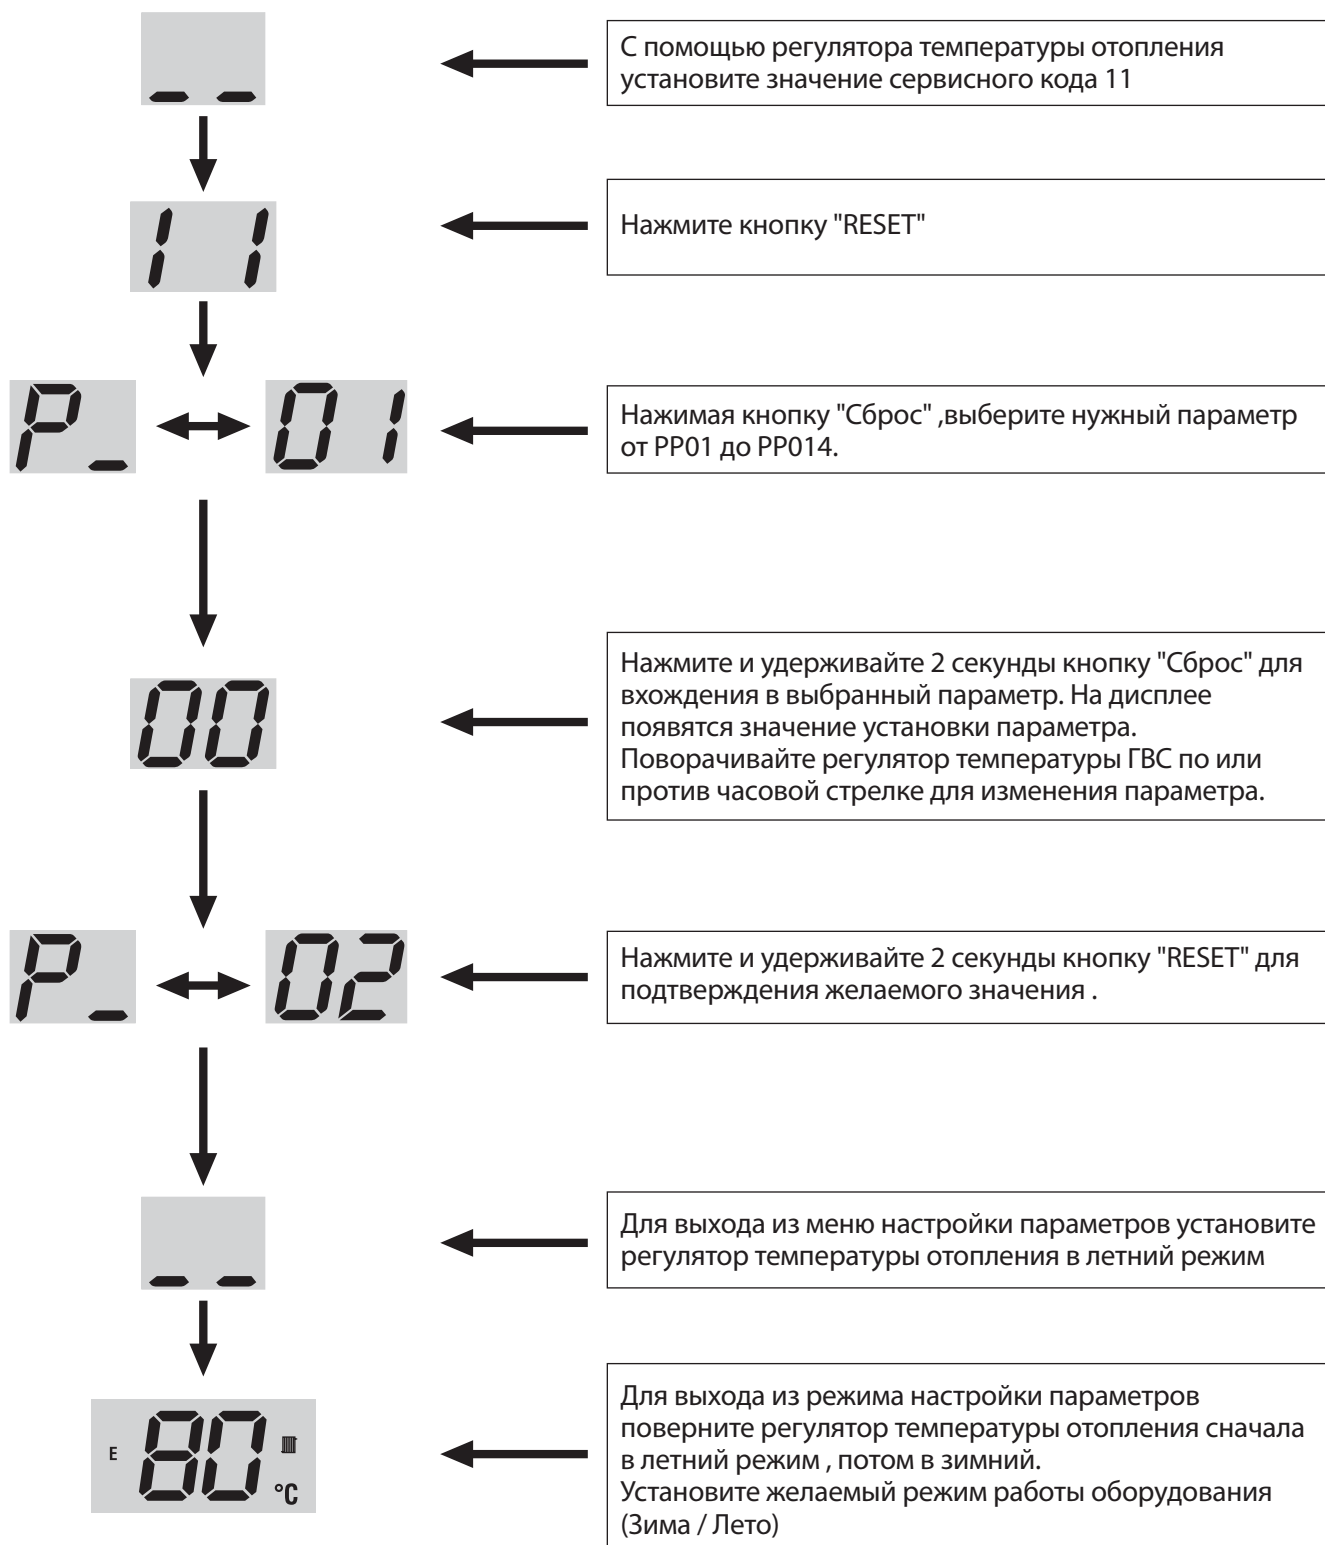 _ _
С помощью регулятора температуры отопления
установите значение сервисного кода 11
11
Нажмите кнопку "RESET"
P_
01
Нажимая кнопку "Сброс" ,выберите нужный параметр
от PP01 до PP014.
00
Нажмите и удерживайте 2 секунды кнопку "Сброс" для
вхождения в выбранный параметр. На дисплее
появятся значение установки параметра.
Поворачивайте регулятор температуры ГВС по или
против часовой стрелке для изменения параметра.
P_
02
Нажмите и удерживайте 2 секунды кнопку "RESET" для
подтверждения желаемого значения .
_ _
Для выхода из меню настройки параметров установите
регулятор температуры отопления в летний режим
E 80 °C
Для выхода из режима настройки параметров
поверните регулятор температуры отопления сначала
в летний режим , потом в зимний.
Установите желаемый режим работы оборудования
(Зима / Лето)